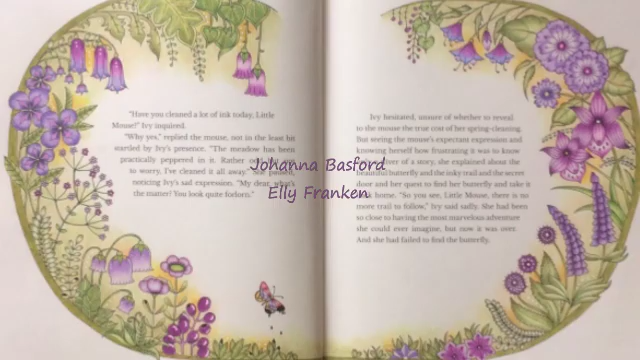 "Have you cleaned a lot of ink today, Little
Mouse?" Ivy inquired.
"Why yes," replied the mouse, not in the least bit
startled by Ivy's presence. "The meadow has been
practically peppered in it. Rather
to worry, I've cleaned it all away." She paused,
noticing Ivy's sad expression. "My dear, what's
the matter? You look quite forlorn."
Ivy hesitated, unsure of whether to reveal
to the mouse the true cost of her spring-cleaning.
But seeing the mouse's expectant expression and
knowing herself how frustrating it was to know
of a story, she explained about the
beautiful butterfly and the inky trail and the secret
door and her quest to find her butterfly and take it
home. "So you see, Little Mouse, there is no
more trail to follow," Ivy said sadly. She had been
so close to having the most marvelous adventure
she could ever imagine, but now it was over.
And she had failed to find the butterfly.
Johanna Basford
Elly Franken